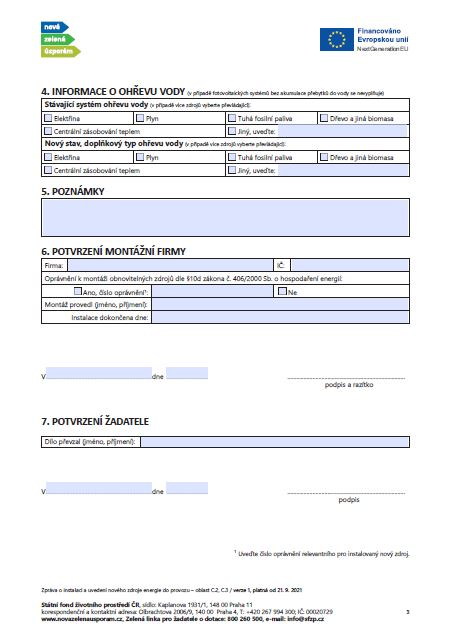 nová
zelená
úsporám
Financováno
Evropskou unií
NextGenerationEU
4. INFORMACE O OHŘEVU VODY (v případě fotovoltaických systémů bez akumulace přebytků do vody se nevyplňuje)
Stávající systém ohřevu vody (v případě více zdrojů vyberte převládající):
Elektřina Plyn Tuhá fosilní paliva Dřevo a jiná biomasa
Centrální zásobování teplem Jiný, uveďte:
Nový stav, doplňkový typ ohřevu vody (v případě více zdrojů vyberte převládající):
Elektřina Plyn Tuhá fosilní paliva Dřevo a jiná biomasa
Centrální zásobování teplem Jiný, uveďte:
5. POZNÁMKY
6. POTVRZENÍ MONTÁŽNÍ FIRMY
Firma: IČ:
Oprávnění k montáži obnovitelných zdrojů dle §10d zákona č. 406/2000 Sb. o hospodaření energií:
Ano, číslo oprávnění¹: Ne
Montáž provedl (jméno, příjmení):
Instalace dokončena dne:
V dne
podpis a razítko
7. POTVRZENÍ ŽADATELE
Dílo převzal (jméno, příjmení):
V dne
podpis
¹ Uveďte číslo oprávnění relevantního pro instalovaný nový zdroj.
Zpráva o instalaci a uvedení nového zdroje energie do provozu – oblast C.2, C.3 / verze 1, platná od 21. 9. 2021
Státní fond životního prostředí ČR, sídlo: Kaplanova 1931/1, 148 00 Praha 11
korespondenční a kontaktní adresa: Olbrachtova 2006/9, 140 00 Praha 4, T: +420 267 994 300; IČ: 00020729
www.novazelenausporam.cz, Zelená linka pro žadatele o dotace: 800 260 500, e-mail: info@sfzp.cz
3